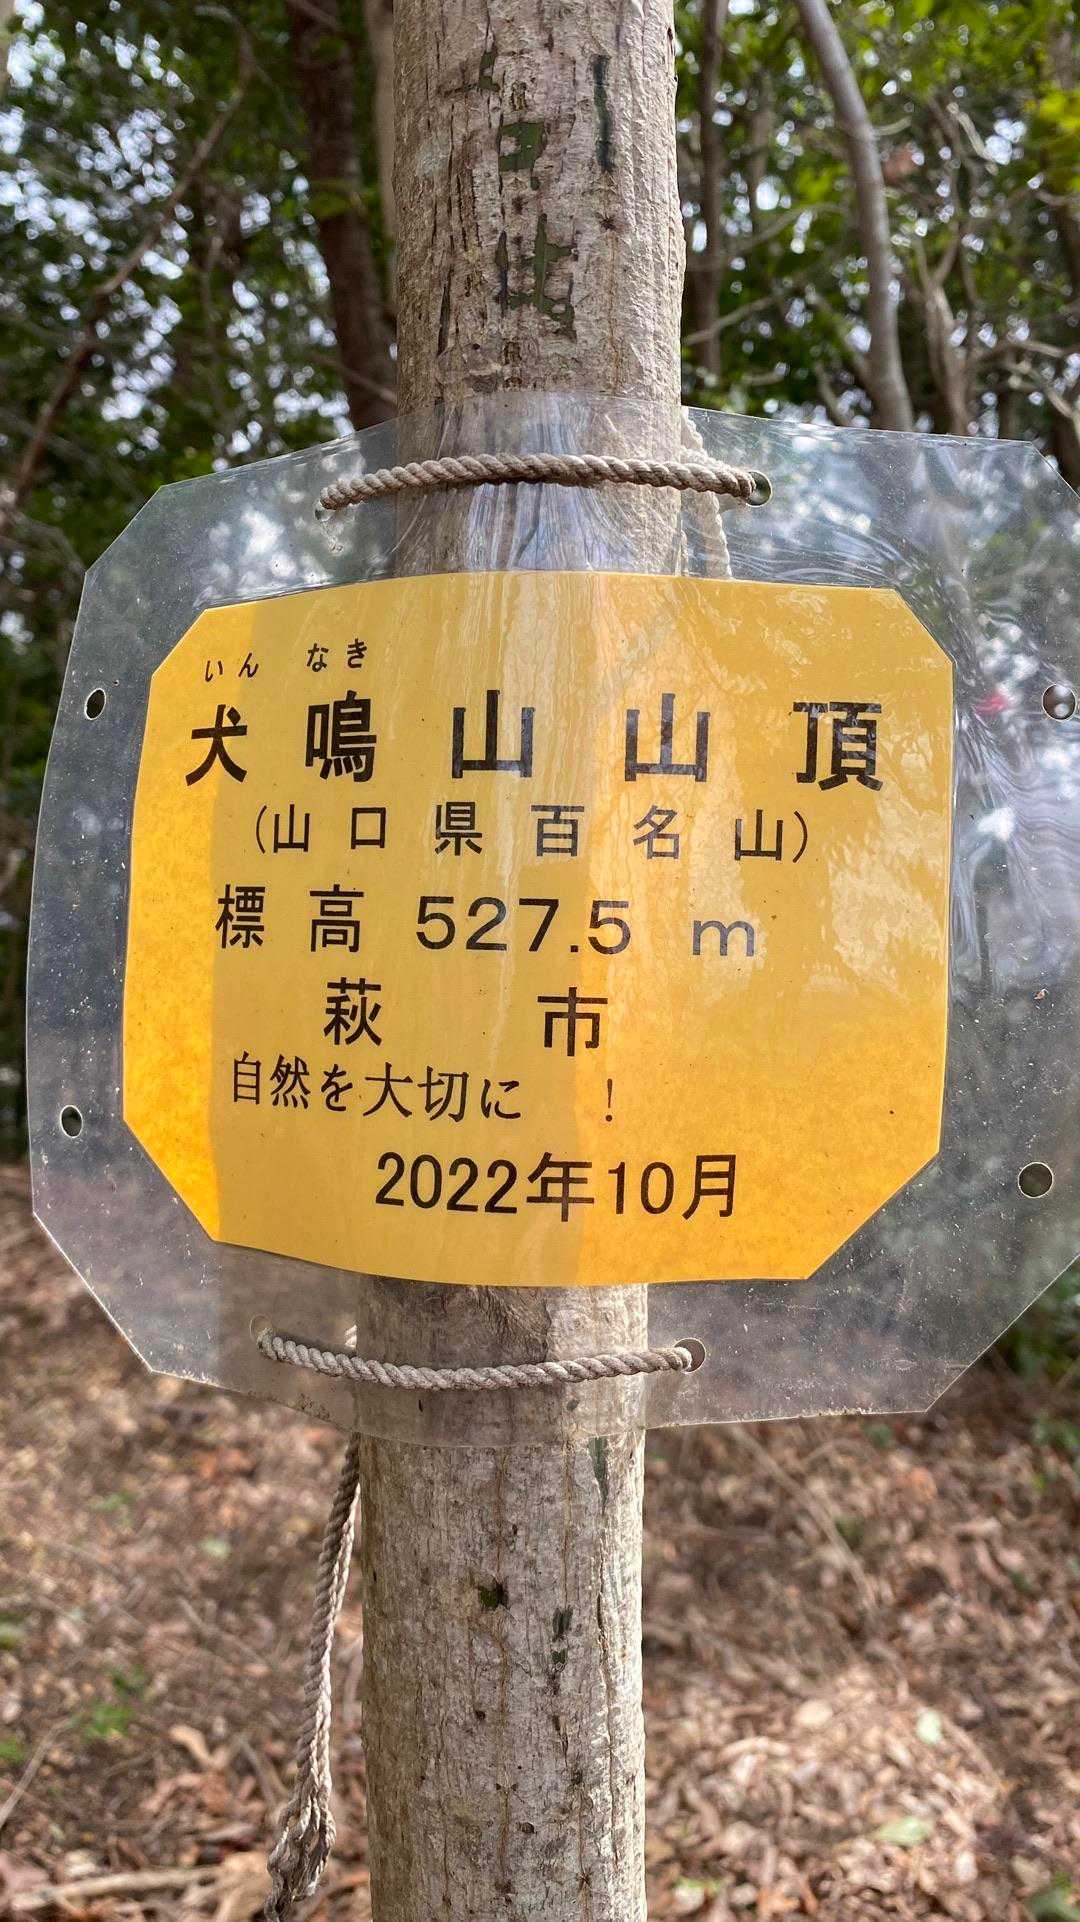 いん なき
犬鳴山山頂
(山口県百名山)
標高 527.5 m
萩 市
自然を大切に !
2022年10月